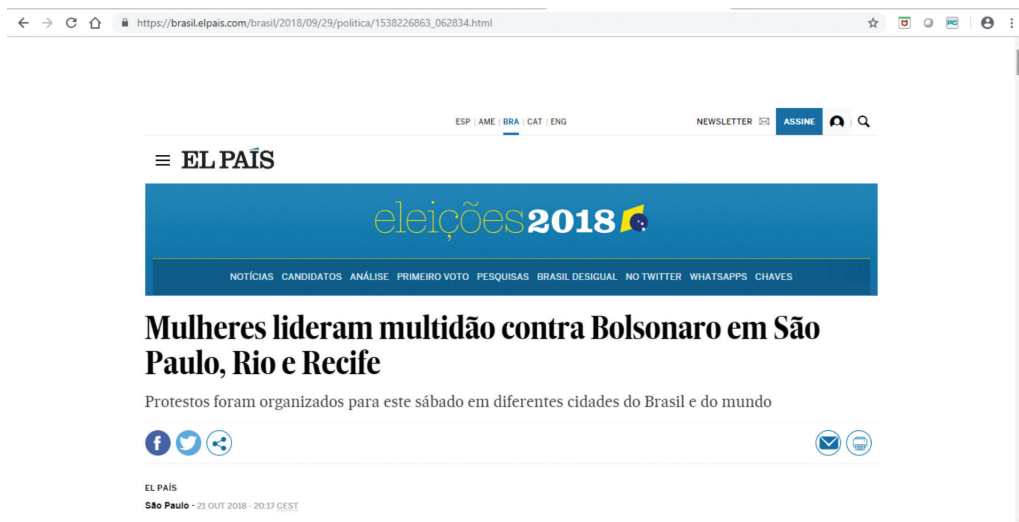 https://brasil.elpais.com/brasil/2018/09/29/politica/1538226863_062834.html
PC
ESP | AME | BRA | CAT | ENG
NEWSLETTER
ASSINE
EL PAÍS
eleições2018
NOTÍCIAS CANDIDATOS ANÁLISE PRIMEIRO VOTO PESQUISAS BRASIL DESIGUAL NO TWITTER WHATSAPPS CHAVES
Mulheres lideram multidão contra Bolsonaro em São
Paulo, Rio e Recife
Protestos foram organizados para este sábado em diferentes cidades do Brasil e do mundo
EL PAÍS
São Paulo - 21 OUT 2018 - 20:17 CEST